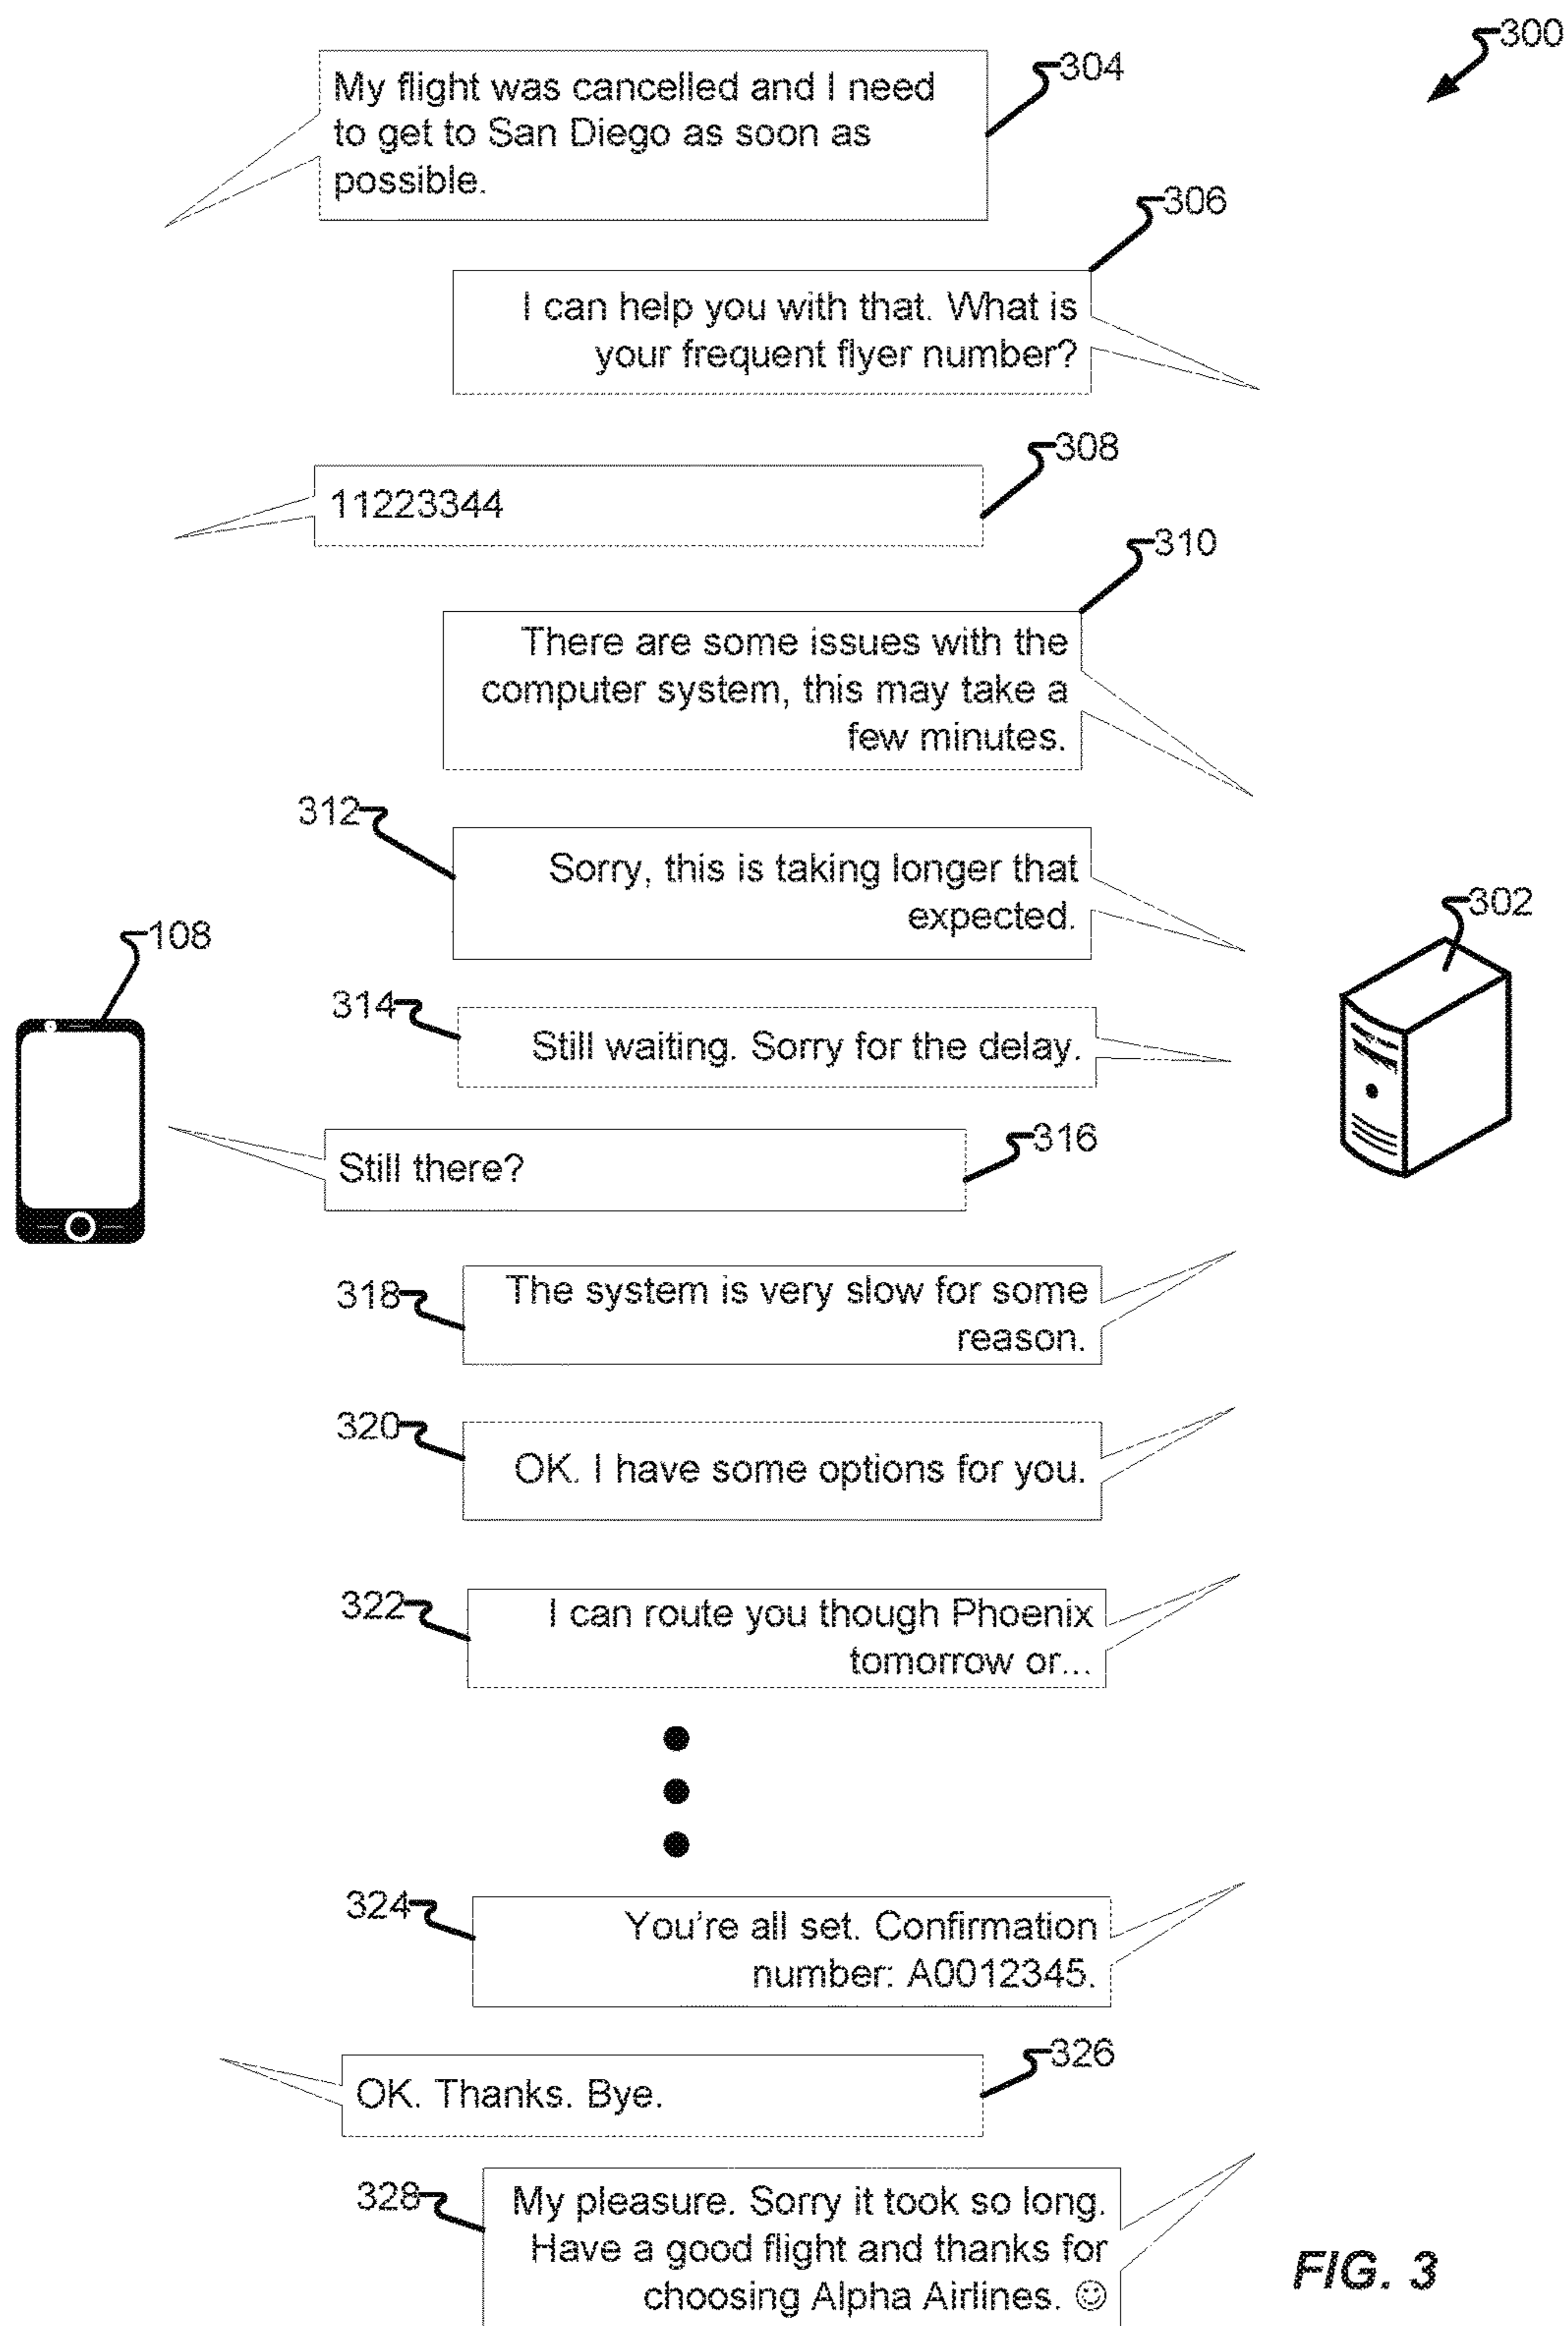 300
304
My flight was cancelled and I need
to get to San Diego as soon as
possible.
306
I can help you with that. What is
your frequent flyer number?
308
11223344
310
There are some issues with the
computer system, this may take a
few minutes.
312
Sorry, this is taking longer that
expected.
302
108
314
Still waiting. Sorry for the delay.
316
Still there?
318
The system is very slow for some
reason.
320
OK. I have some options for you.
322
I can route you though Phoenix
tomorrow or...
324
You're all set. Confirmation
number: A0012345.
326
OK. Thanks. Bye.
328
My pleasure. Sorry it took so long.
Have a good flight and thanks for
choosing Alpha Airlines. ☺
FIG. 3